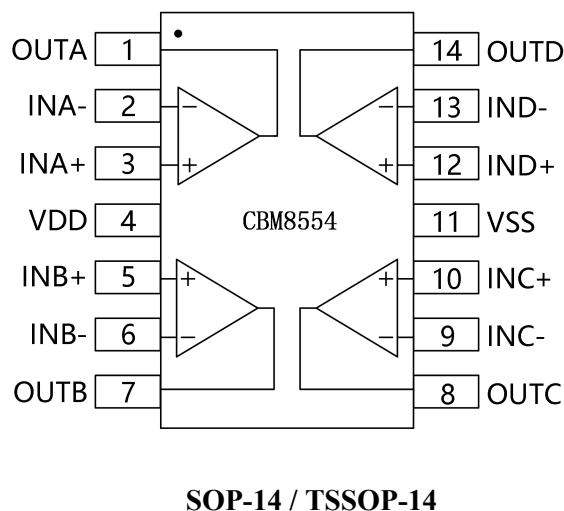 OUTA 1 14 OUTD
INA- 2 − − 13 IND-
INA+ 3 + + 12 IND+
VDD 4 CBM8554 11 VSS
INB+ 5 + + 10 INC+
INB- 6 − − 9 INC-
OUTB 7 8 OUTC
SOP-14 / TSSOP-14